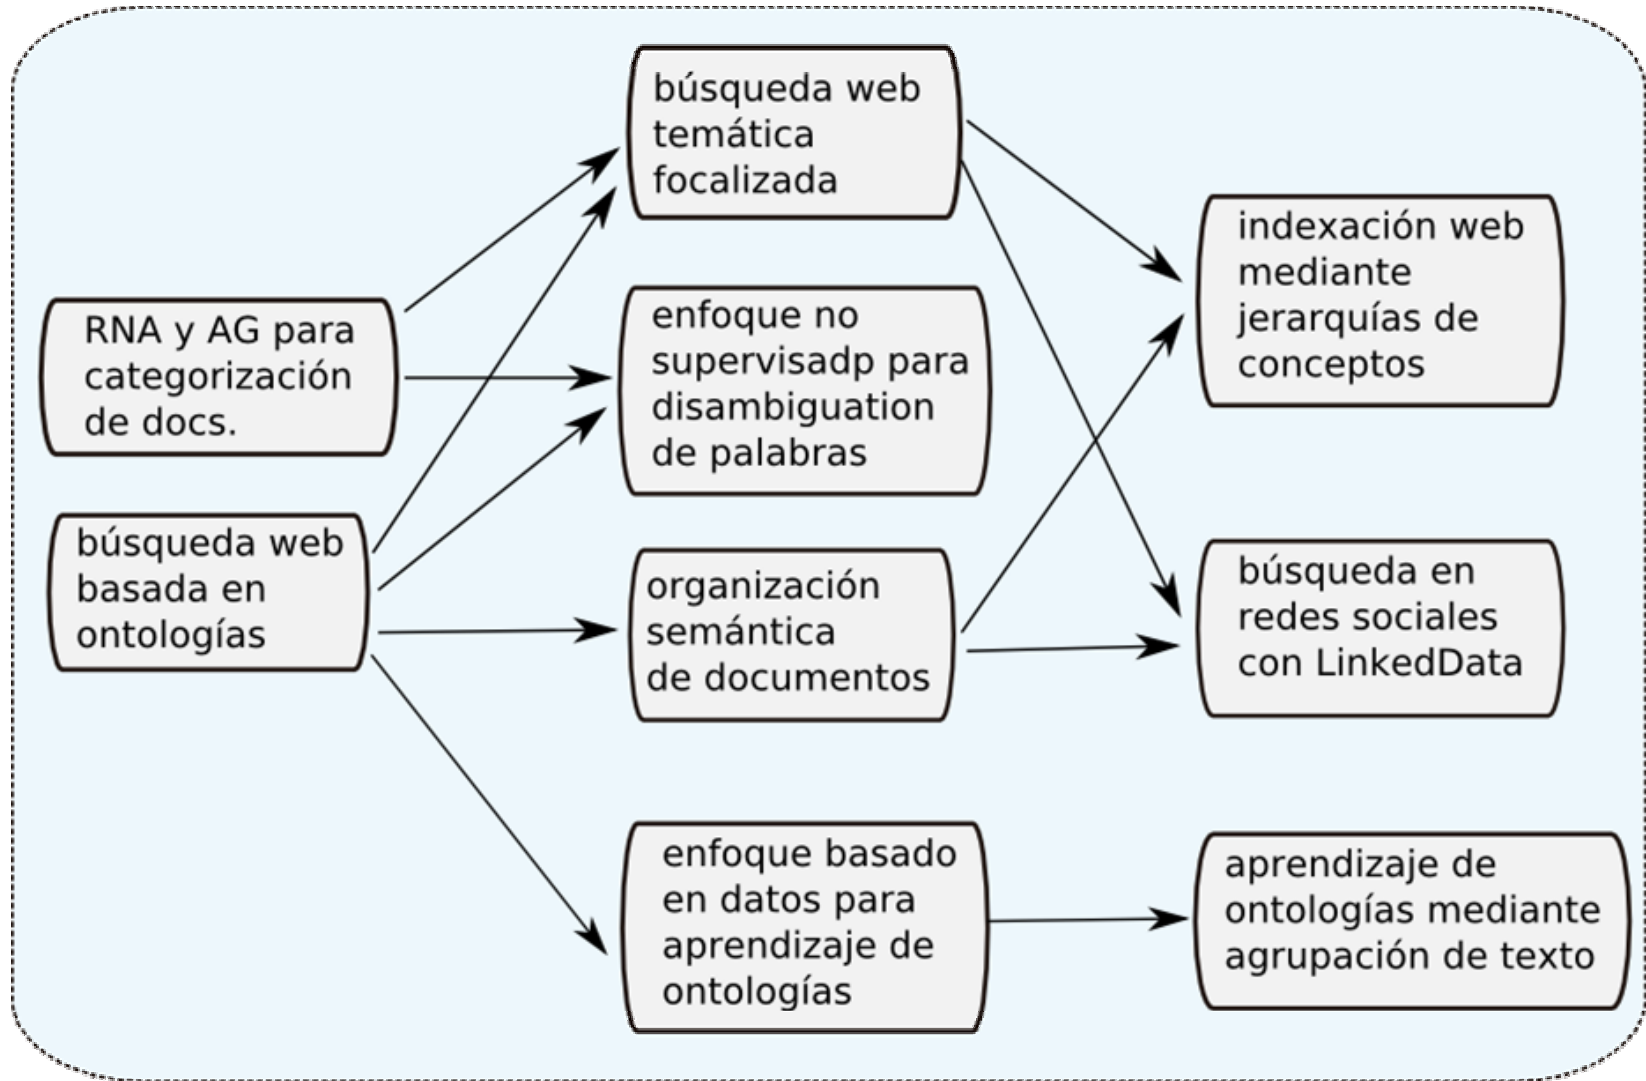 búsqueda web
temática
focalizada
RNA y AG para
categorización
de docs.
enfoque no
supervisadp para
disambiguation
de palabras
indexación web
mediante
jerarquías de
conceptos
búsqueda web
basada en
ontologías
organización
semántica
de documentos
búsqueda en
redes sociales
con LinkedData
enfoque basado
en datos para
aprendizaje de
ontologías
aprendizaje de
ontologías mediante
agrupación de texto